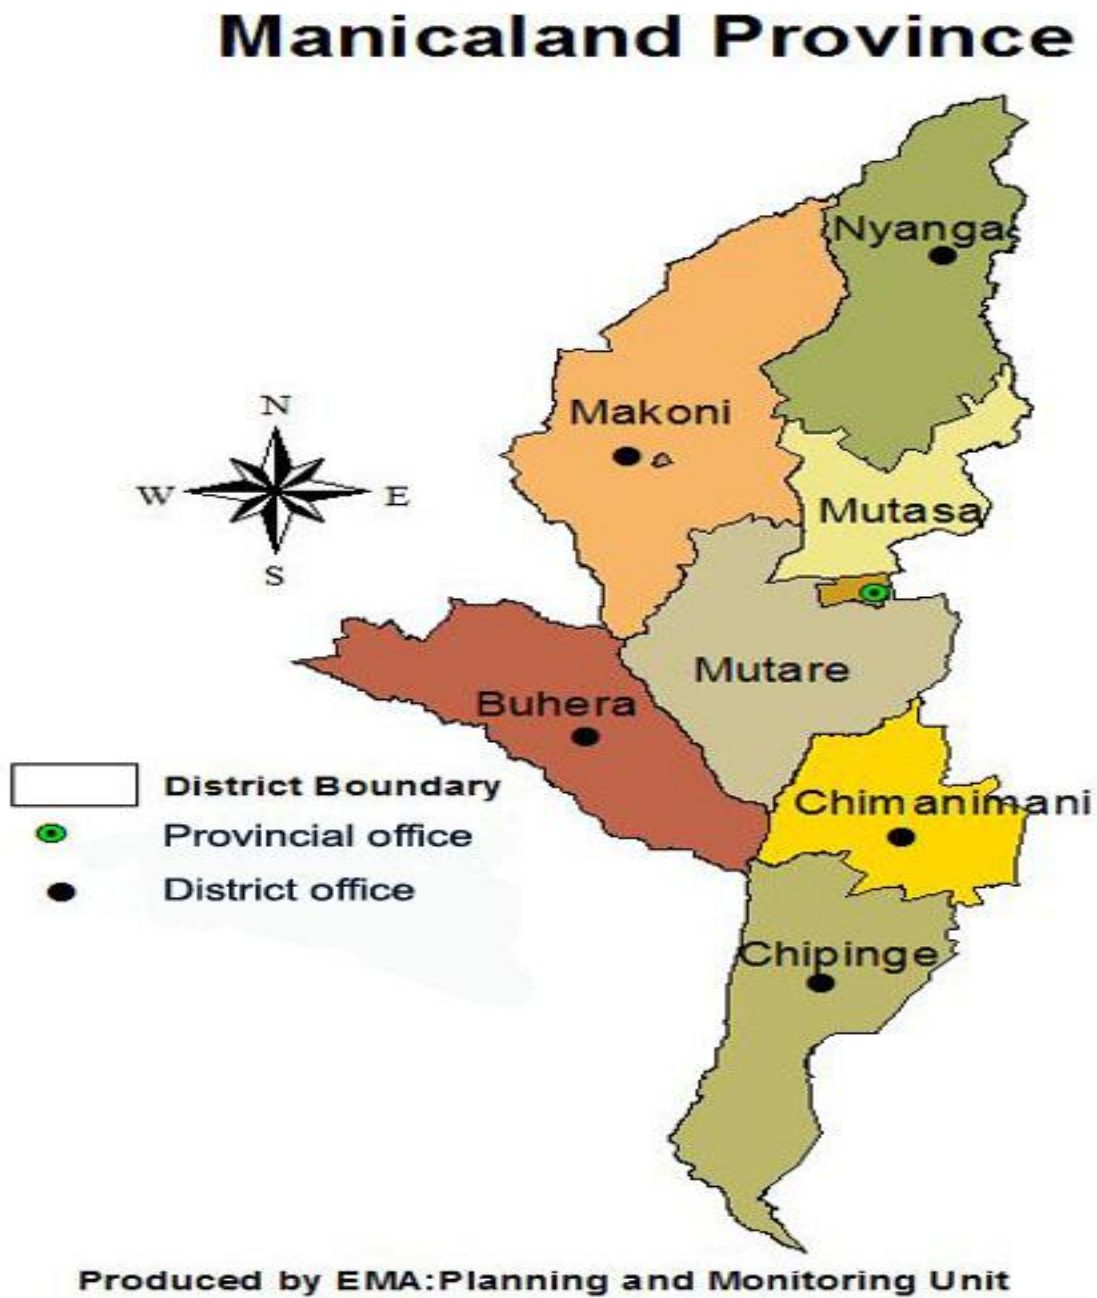 Manicaland Province
Nyanga
Makoni
N
W
E
S
Mutasa
Mutare
Buhera
District Boundary
Chimanimani
Provincial office
District office
Chipinge
Produced by EMA:Planning and Monitoring Unit